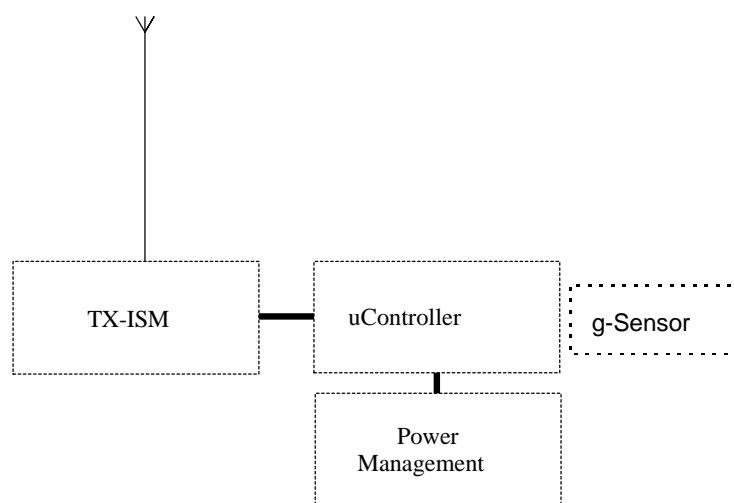 TX-ISM
uController
g-Sensor
Power
Management